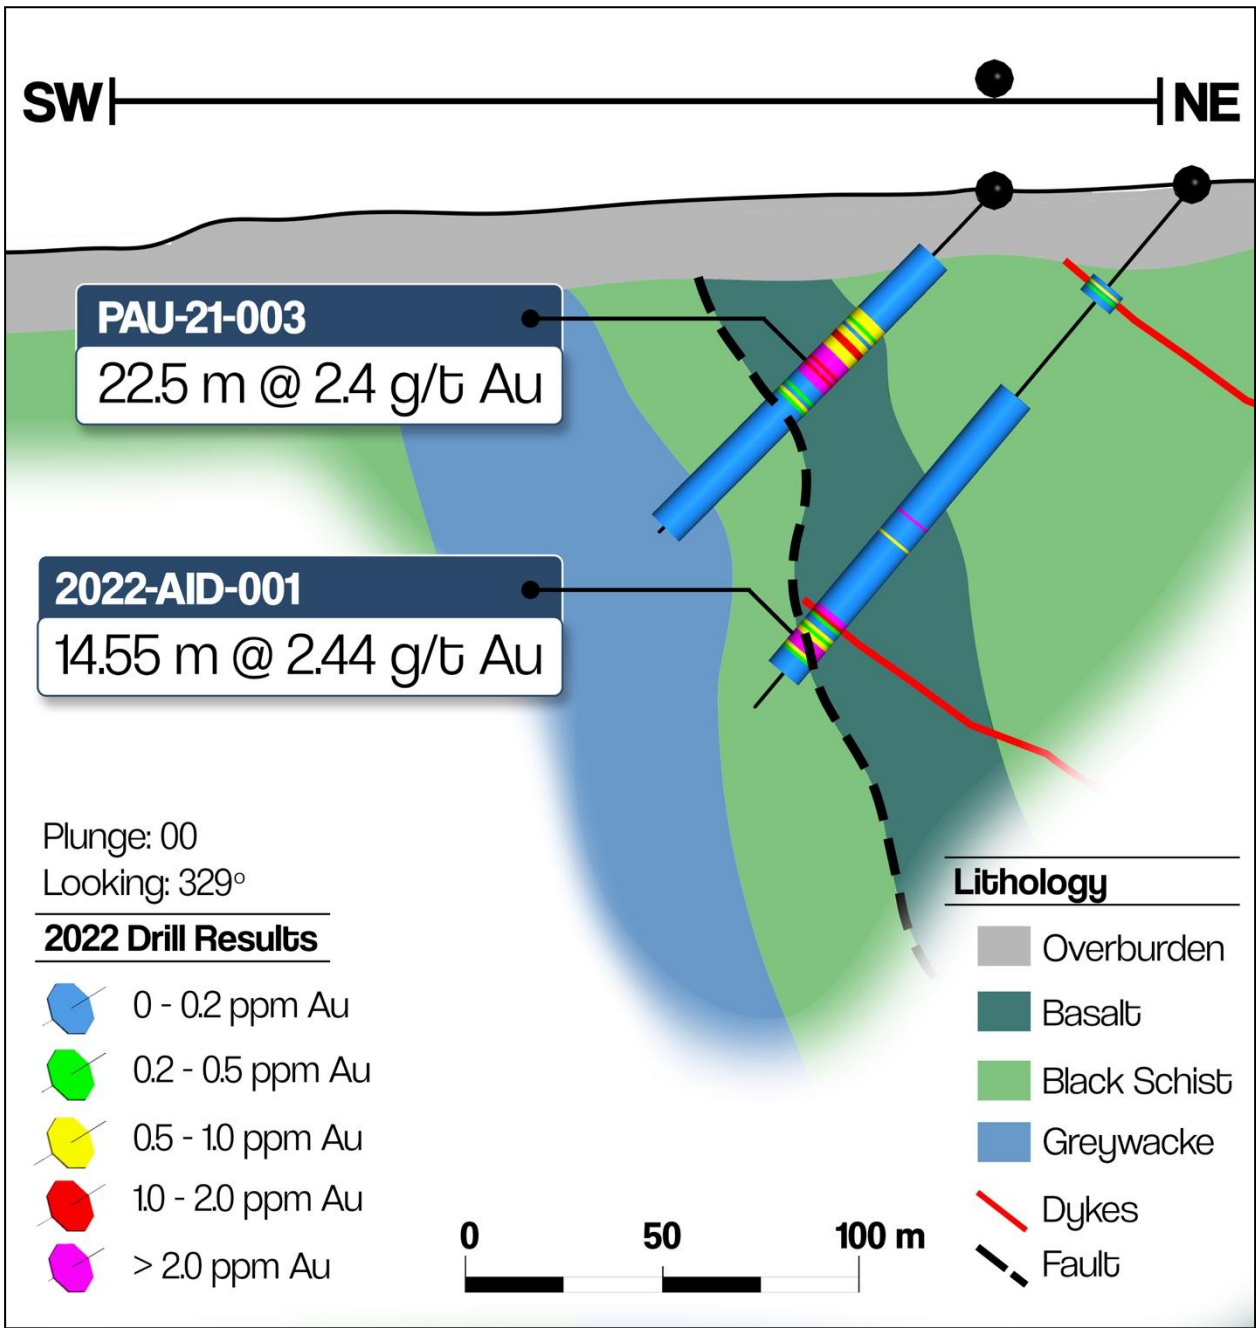 SW
NE
PAU-21-003
22.5 m @ 2.4 g/t Au
2022-AID-001
14.55 m @ 2.44 g/t Au
Plunge: 00
Looking: 329°
2022 Drill Results
0 - 0.2 ppm Au
0.2 - 0.5 ppm Au
0.5 - 1.0 ppm Au
1.0 - 2.0 ppm Au
> 2.0 ppm Au
0 50 100 m
Lithology
Overburden
Basalt
Black Schist
Greywacke
Dykes
Fault